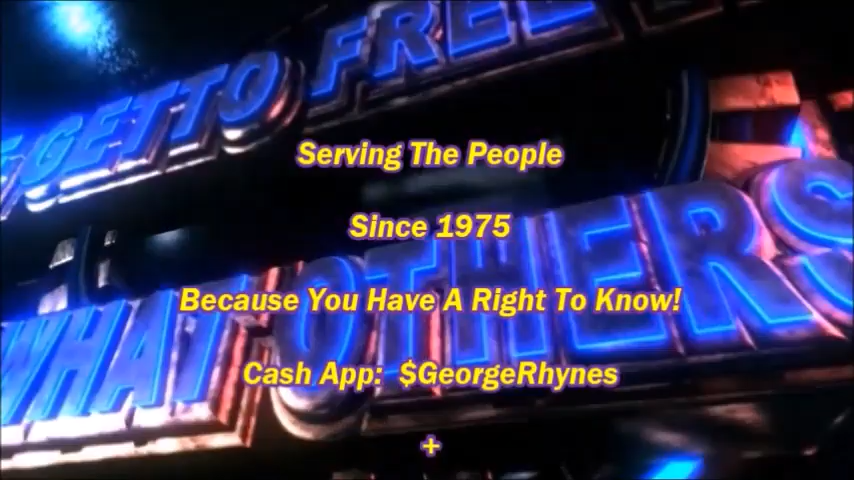 GETTO FREE
Serving The People
Since 1975
Because You Have A Right To Know!
WHAT OTHERS
Cash App:  $GeorgeRhynes
+